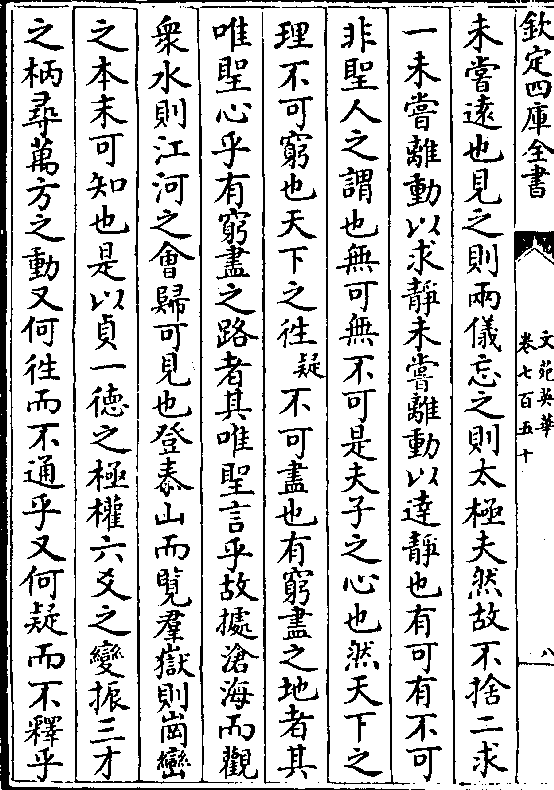 欽定四庫全書
文苑英華
卷七百五十
八
未嘗遠也見之則兩儀忘之則太極夫然故不捨二求
一未嘗離動以求靜未嘗離動以達靜也有可有不可
非聖人之謂也無可無不可是夫子之心也然天下之
理不可窮也天下之徃疑不可盡也有窮盡之地者其
唯聖心乎有窮盡之路者其唯聖言乎故據滄海而觀
衆水則江河之會歸可見也登泰山而覽羣嶽則岡巒
之本末可知也是以貞一德之極權六爻之變振三才
之柄尋萬方之動又何徃而不通乎又何疑而不釋乎